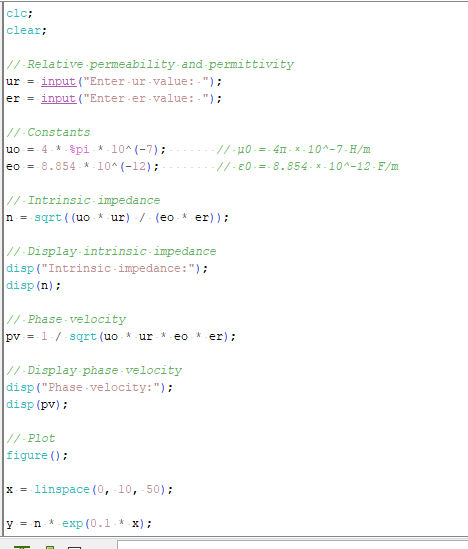 clc;
clear;
// Relative permeability and permittivity
ur = input("Enter ur value: ");
er = input("Enter er value: ");
// Constants
uo = 4 * %pi * 10^(-7); // μ0 = 4π × 10^-7 H/m
eo = 8.854 * 10^(-12); // ε0 = 8.854 × 10^-12 F/m
// Intrinsic impedance
n = sqrt((uo * ur) / (eo * er));
// Display intrinsic impedance
disp("Intrinsic impedance:");
disp(n);
// Phase velocity
pv = 1 / sqrt(uo * ur * eo * er);
// Display phase velocity
disp("Phase velocity:");
disp(pv);
// Plot
figure();
x = linspace(0, 10, 50);
y = n * exp(0.1 * x);